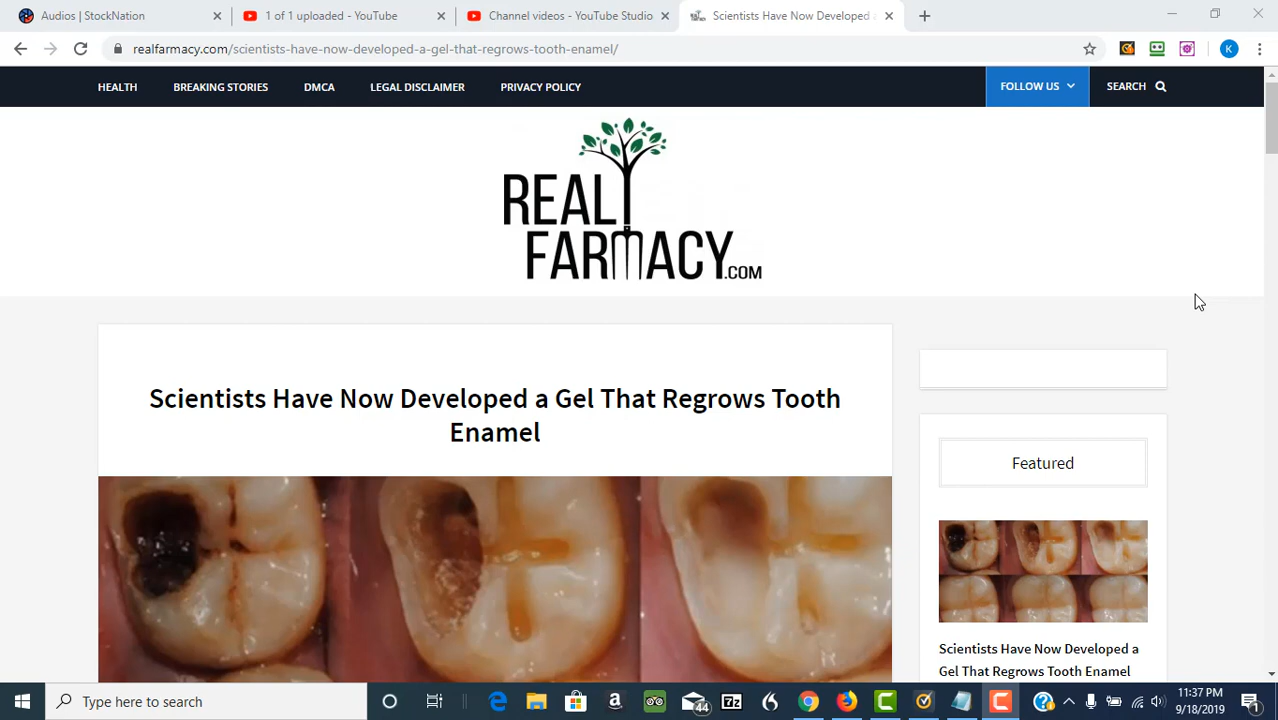 Audios | StockNation
1 of 1 uploaded - YouTube
Channel videos - YouTube Studio
Scientists Have Now Developed a
realfarmacy.com/scientists-have-now-developed-a-gel-that-regrows-tooth-enamel/
K
HEALTH
BREAKING STORIES
DMCA
LEGAL DISCLAIMER
PRIVACY POLICY
FOLLOW US
SEARCH
REAL
FARMACY.COM
Scientists Have Now Developed a Gel That Regrows Tooth
Enamel
Featured
Scientists Have Now Developed a
Gel That Regrows Tooth Enamel
Type here to search
44
7z
11:37 PM
9/18/2019
1